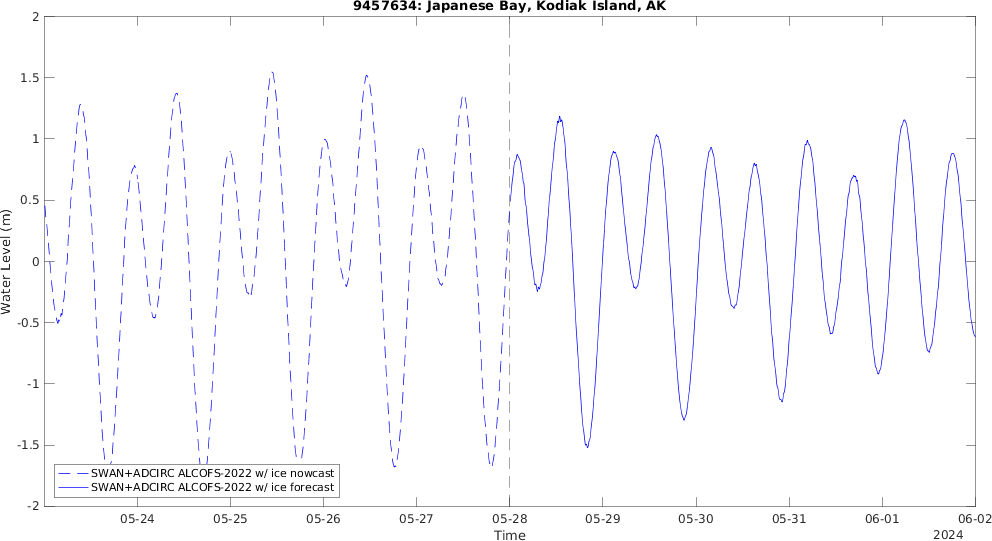 9457634: Japanese Bay, Kodiak Island, AK
2
1.5
1
0.5
0
-0.5
-1
-1.5
-2
Water Level (m)
SWAN+ADCIRC ALCOFS-2022 w/ ice nowcast
SWAN+ADCIRC ALCOFS-2022 w/ ice forecast
05-24 05-25 05-26 05-27 05-28 05-29 05-30 05-31 06-01 06-02
Time
2024